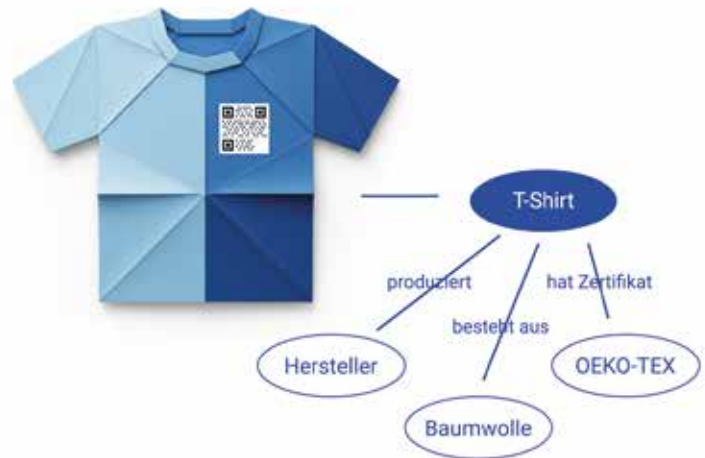 T-Shirt
produziert
hat Zertifikat
besteht aus
Hersteller
OEKO-TEX
Baumwolle